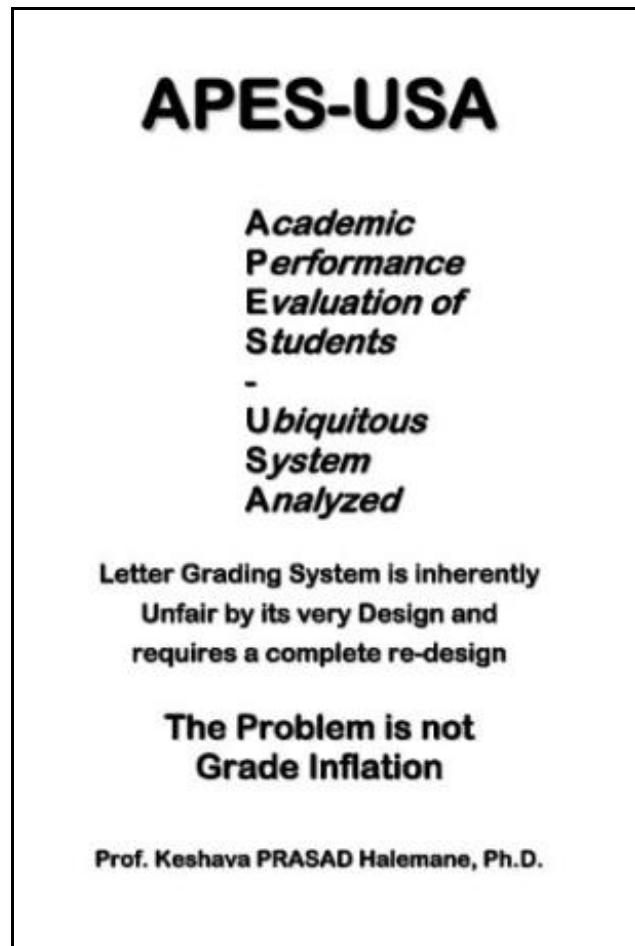 APES-USA
Academic
Performance
Evaluation of
Students
-
Ubiquitous
System
Analyzed
Letter Grading System is inherently
Unfair by its very Design and
requires a complete re-design
The Problem is not
Grade Inflation
Prof. Keshava PRASAD Halemane, Ph.D.